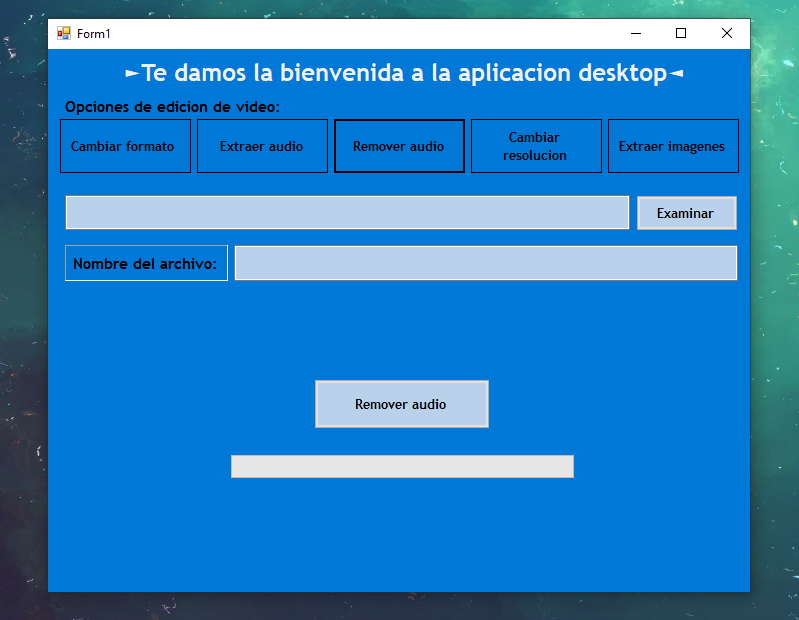 Form1
►Te damos la bienvenida a la aplicacion desktop◄
Opciones de edicion de video:
Cambiar formato
Extraer audio
Remover audio
Cambiar
resolucion
Extraer imagenes
Examinar
Nombre del archivo:
Remover audio